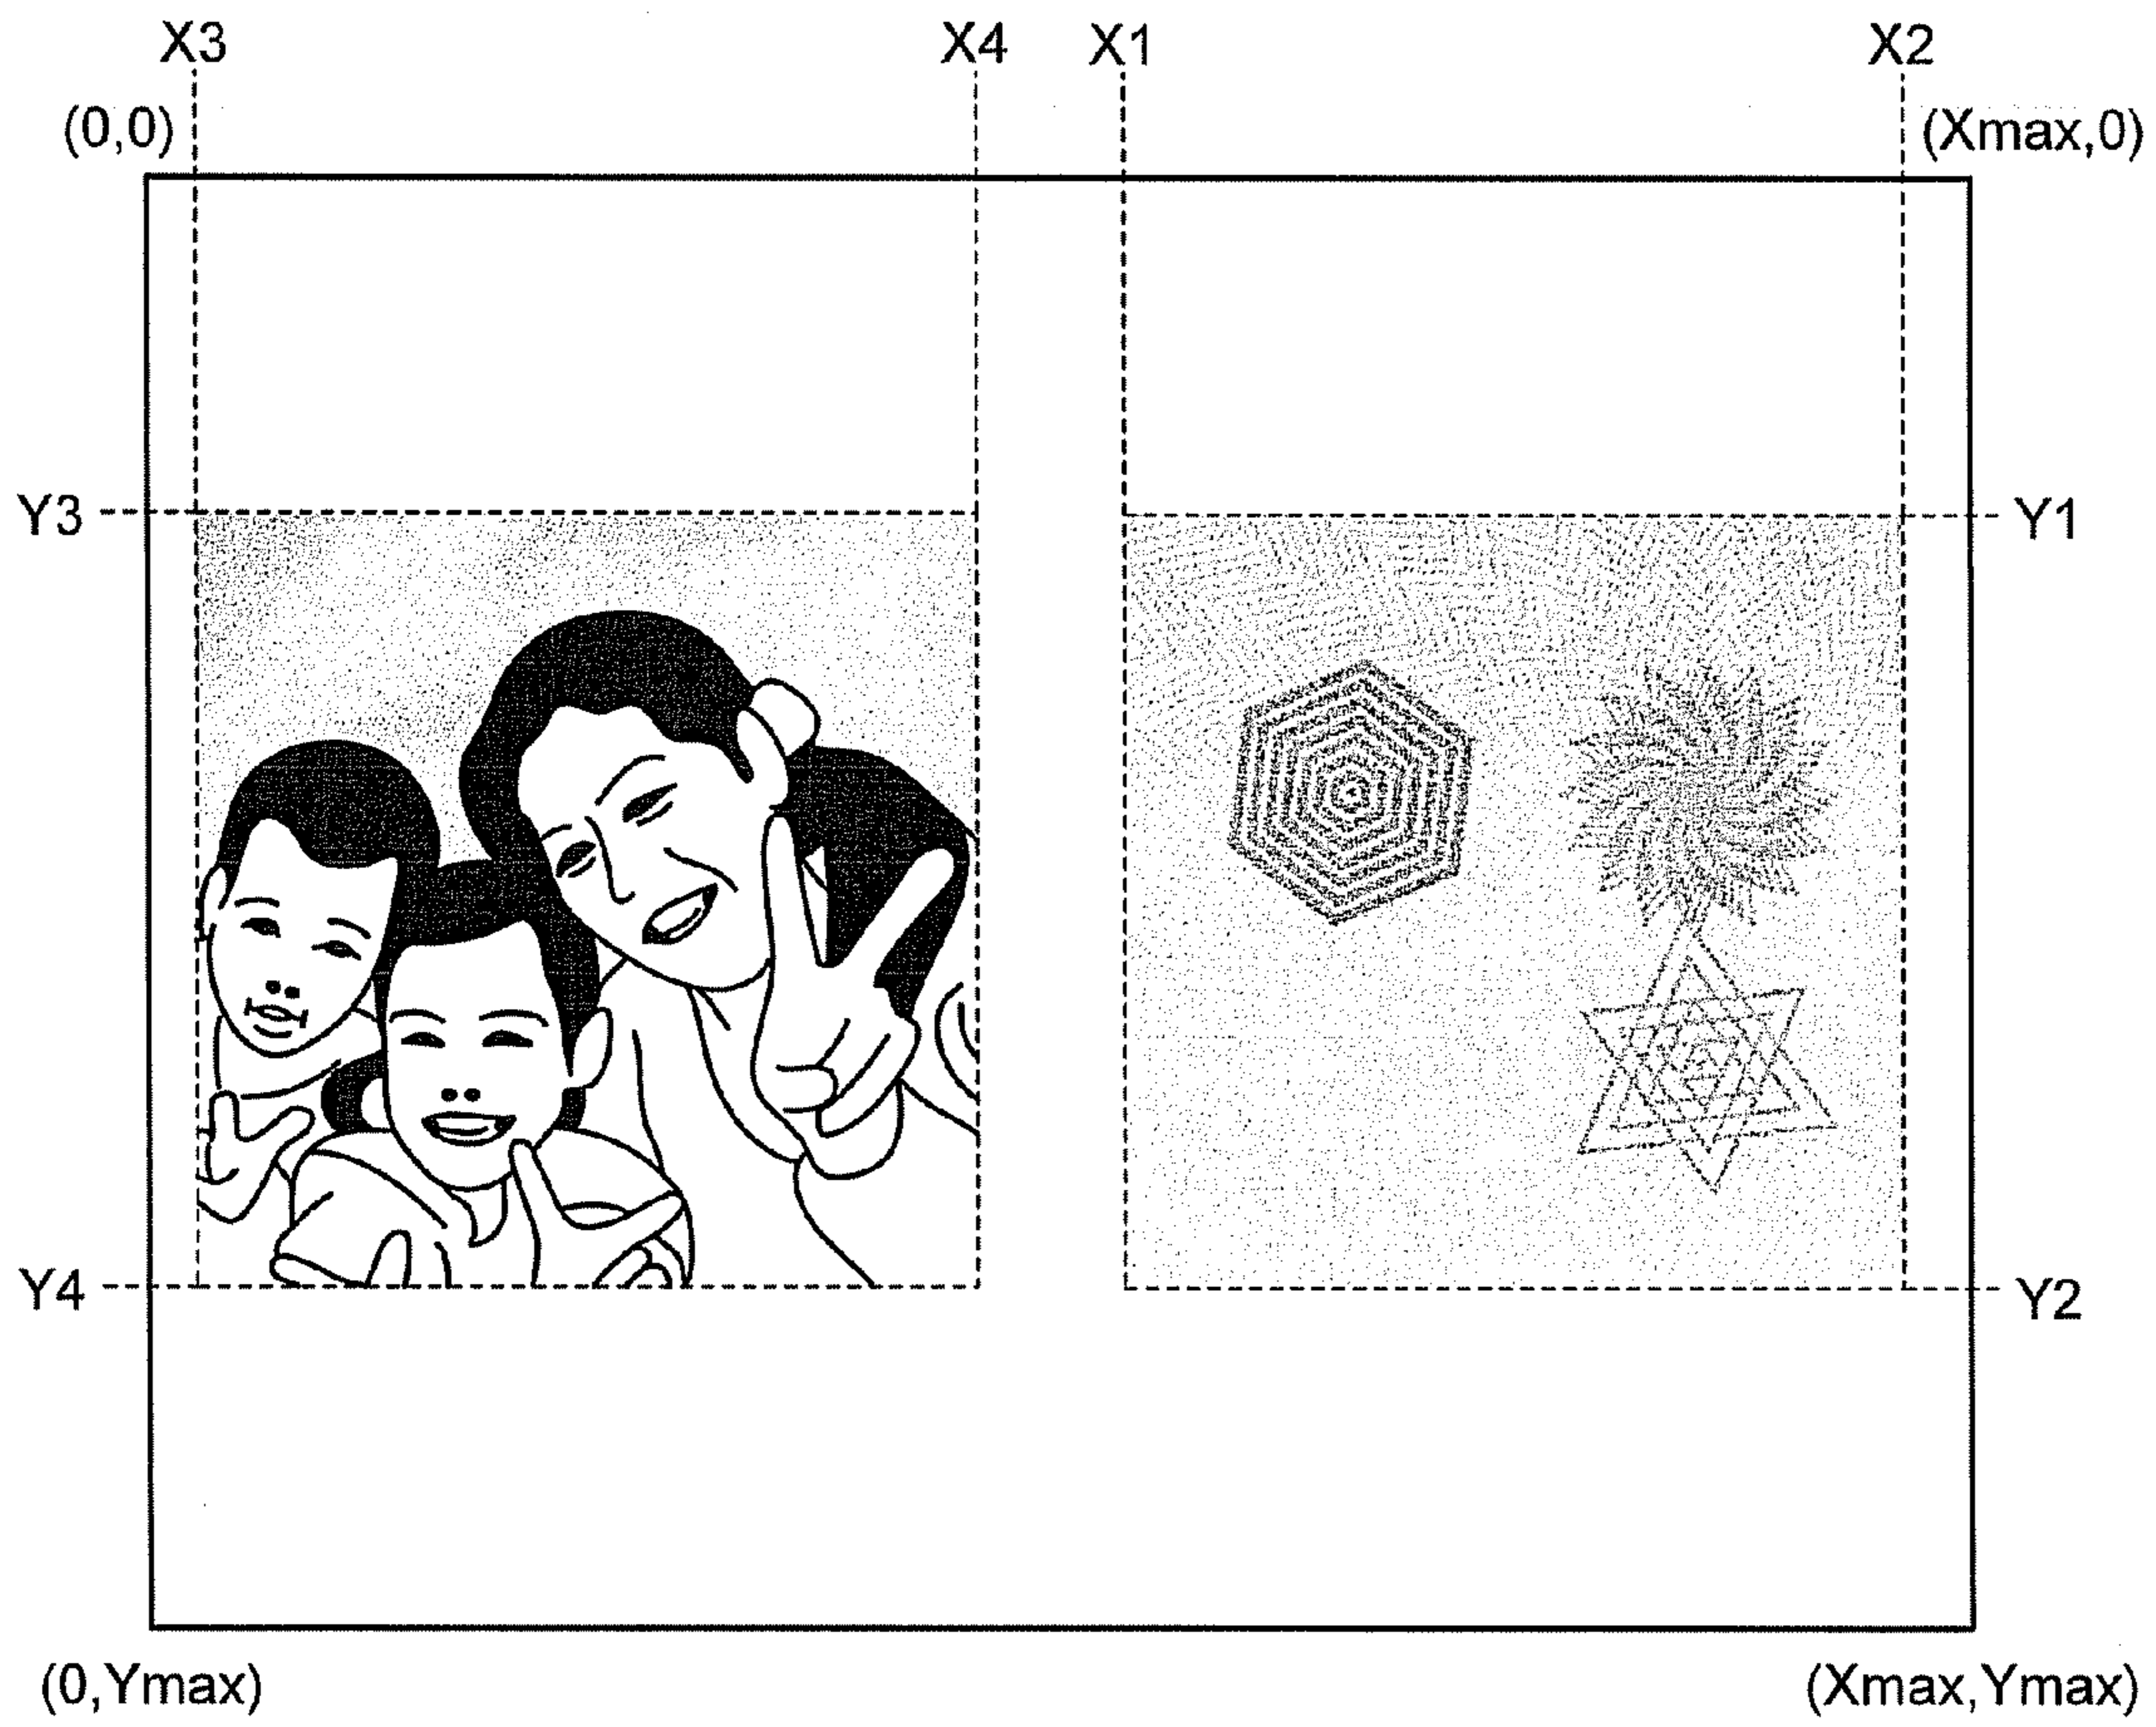 X3 X4 X1 X2
(0,0) (Xmax,0)
Y3 Y1
Y4 Y2
(0,Ymax) (Xmax,Ymax)